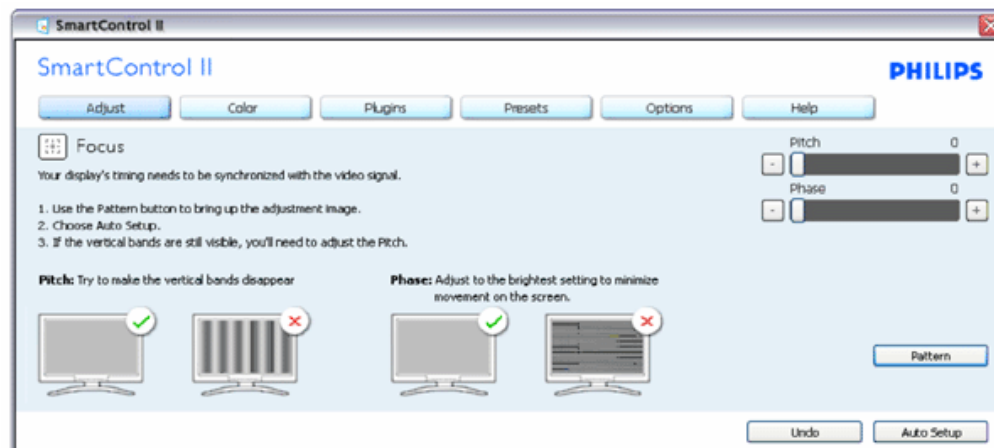 SmartControl II
SmartControl II
PHILIPS
Adjust Color Plugins Presets Options Help
Focus
Pitch 0
Your display's timing needs to be synchronized with the video signal.
- +
Phase 0
1. Use the Pattern button to bring up the adjustment image.
- +
2. Choose Auto Setup.
3. If the vertical bands are still visible, you'll need to adjust the Pitch.
Pitch: Try to make the vertical bands disappear
Phase: Adjust to the brightest setting to minimize
movement on the screen.
Pattern
Undo Auto Setup